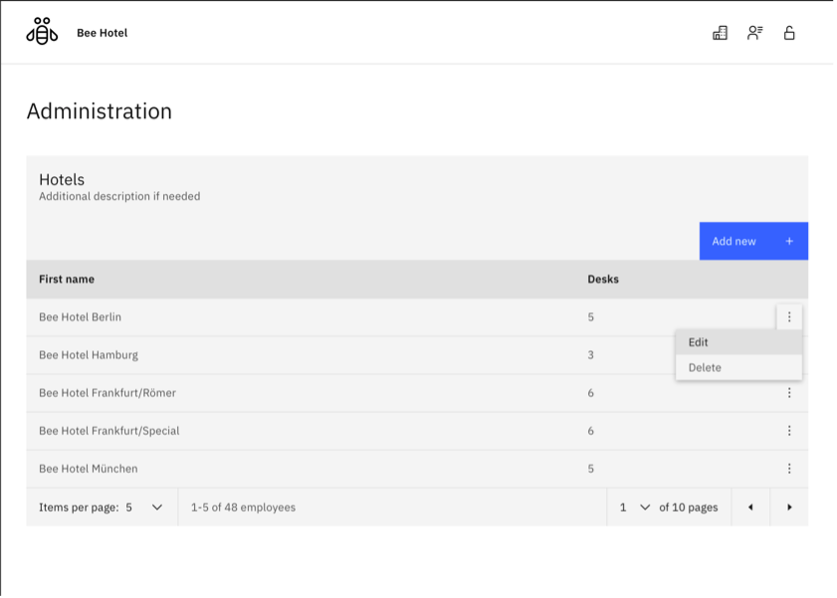 Bee Hotel
Administration
Hotels
Additional description if needed
Add new +
First name Desks
Bee Hotel Berlin 5
Edit
Bee Hotel Hamburg 3
Delete
Bee Hotel Frankfurt/Römer 6
Bee Hotel Frankfurt/Special 6
Bee Hotel München 5
Items per page: 5 1-5 of 48 employees 1 of 10 pages